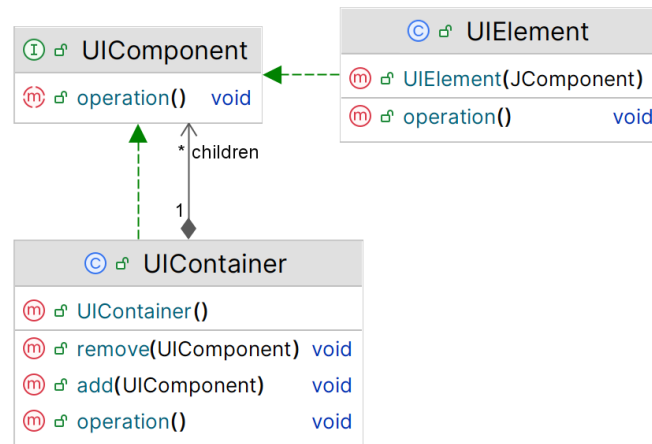 I UIComponent
m operation() void
C UIElement
m UIElement(JComponent)
m operation() void
* children
1
C UIContainer
m UIContainer()
m remove(UIComponent) void
m add(UIComponent) void
m operation() void